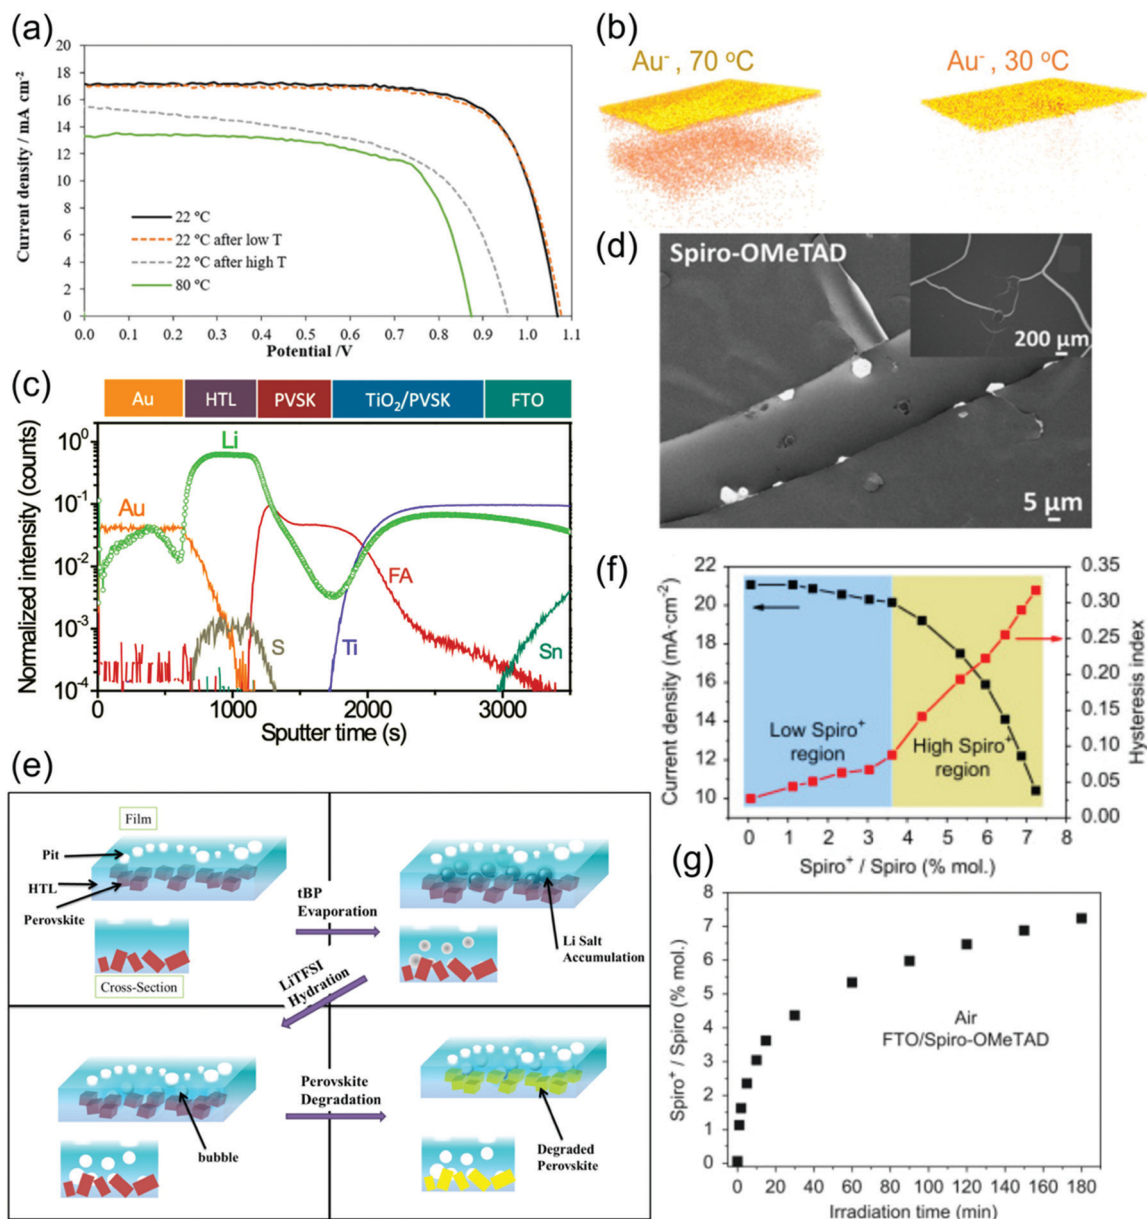 (a)
20
18
16
14
12
10
8
6
4
2
0
Current density / mA cm-2
22 °C
22 °C after low T
22 °C after high T
80 °C
0.0 0.1 0.2 0.3 0.4 0.5 0.6 0.7 0.8 0.9 1.0 1.1
Potential /V
(b)
Au-, 70 °C
Au-, 30 °C
(c)
Au HTL PVSK TiO2/PVSK FTO
Normalized intensity (counts)
10^0
10^-1
10^-2
10^-3
10^-4
Li
Au
FA
S
Ti
Sn
0 1000 2000 3000
Sputter time (s)
(d)
Spiro-OMeTAD
200 µm
5 µm
(e)
Film
Pit
HTL
Perovskite
Cross-Section
tBP
Evaporation
Li Salt
Accumulation
LiTFSI
Hydration
bubble
Perovskite
Degradation
Degraded
Perovskite
(f)
Current density (mA·cm-2)
22
20
18
16
14
12
10
Low Spiro+
region
High Spiro+
region
0.30
0.25
0.20
0.15
0.10
0.05
0.00
Hysteresis index
0 1 2 3 4 5 6 7 8
Spiro+ / Spiro (% mol.)
(g)
Spiro+ / Spiro (% mol.)
8
7
6
5
4
3
2
1
0
Air
FTO/Spiro-OMeTAD
0 20 40 60 80 100 120 140 160 180
Irradiation time (min)